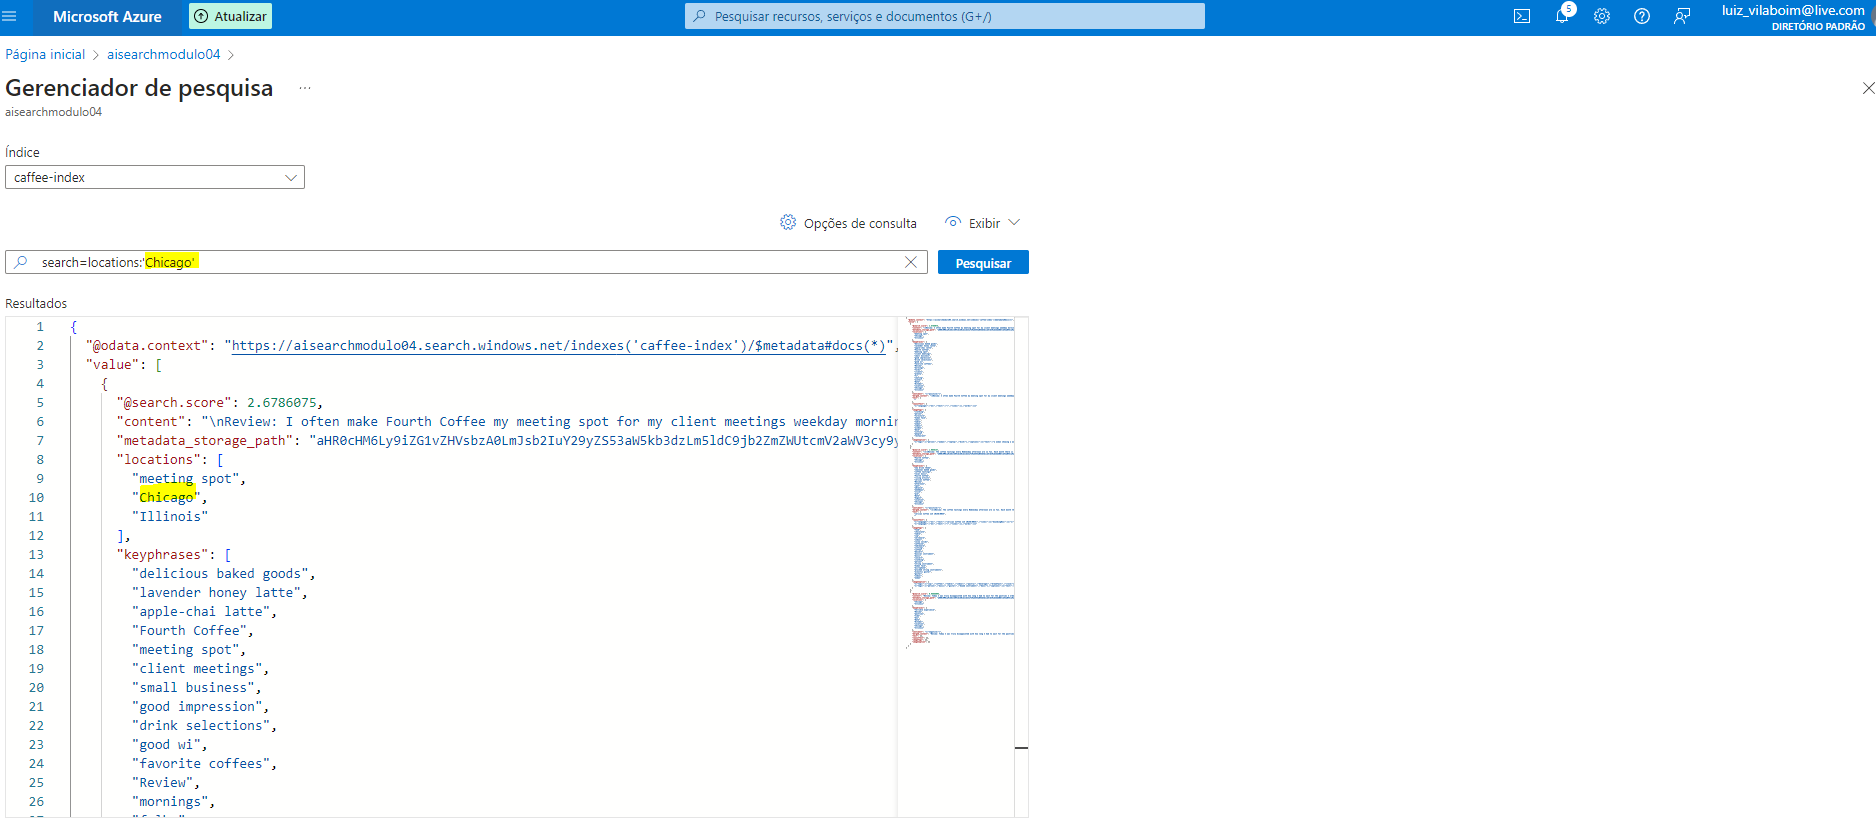 Microsoft Azure
Atualizar
Pesquisar recursos, serviços e documentos (G+/)
5
luiz_vilaboim@live.com
DIRETÓRIO PADRÃO
Página inicial > aisearchmodulo04 >
Gerenciador de pesquisa ...
aisearchmodulo04
Índice
caffee-index
Opções de consulta
Exibir
search=locations:'Chicago'
Pesquisar
Resultados
1 {
2 "@odata.context": "https://aisearchmodulo04.search.windows.net/indexes('caffee-index')/$metadata#docs(*)",
3 "value": [
4 {
5 "@search.score": 2.6786075,
6 "content": "\nReview: I often make Fourth Coffee my meeting spot for my client meetings weekday mornin
7 "metadata_storage_path": "aHR0cHM6Ly9iZG1vZHVsbzA0LmJsb2IuY29yZS53aW5kb3dzLm5ldC9jb2ZmZWUtcmV2aWV3cy9y
8 "locations": [
9 "meeting spot",
10 "Chicago",
11 "Illinois"
12 ],
13 "keyphrases": [
14 "delicious baked goods",
15 "lavender honey latte",
16 "apple-chai latte",
17 "Fourth Coffee",
18 "meeting spot",
19 "client meetings",
20 "small business",
21 "good impression",
22 "drink selections",
23 "good wi",
24 "favorite coffees",
25 "Review",
26 "mornings",